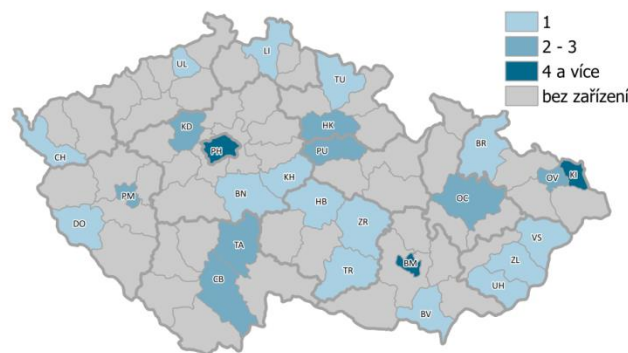 1
2 - 3
4 a více
bez zařízení
LI
UL
TU
KD
HK
PH
PU
BR
CH
KH
OV
KI
PM
BN
HB
OC
DO
ZR
TA
VS
BM
ZL
CB
TR
UH
BV